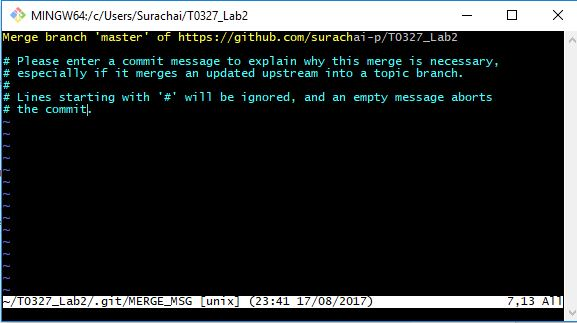 MINGW64:/c/Users/Surachai/T0327_Lab2
Merge branch 'master' of https://github.com/surachai-p/T0327_Lab2
# Please enter a commit message to explain why this merge is necessary,
# especially if it merges an updated upstream into a topic branch.
#
# Lines starting with '#' will be ignored, and an empty message aborts
# the commit.
~
~
~
~
~
~
~
~
~
~
~
~
~
~/T0327_Lab2/.git/MERGE_MSG [unix] (23:41 17/08/2017) 7,13 All